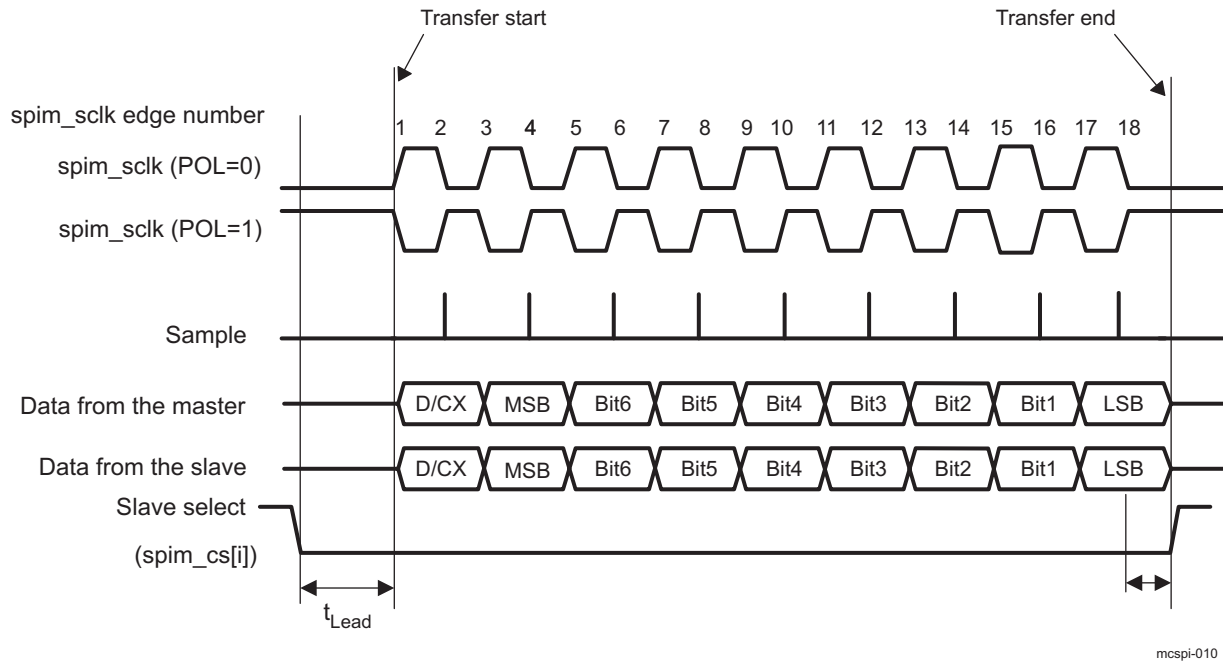 Transfer start
Transfer end
spim_sclk edge number
1 2 3 4 5 6 7 8 9 10 11 12 13 14 15 16 17 18
spim_sclk (POL=0)
spim_sclk (POL=1)
Sample
Data from the master
D/CX MSB Bit6 Bit5 Bit4 Bit3 Bit2 Bit1 LSB
Data from the slave
D/CX MSB Bit6 Bit5 Bit4 Bit3 Bit2 Bit1 LSB
Slave select
(spim_cs[i])
tLead
mcspi-010